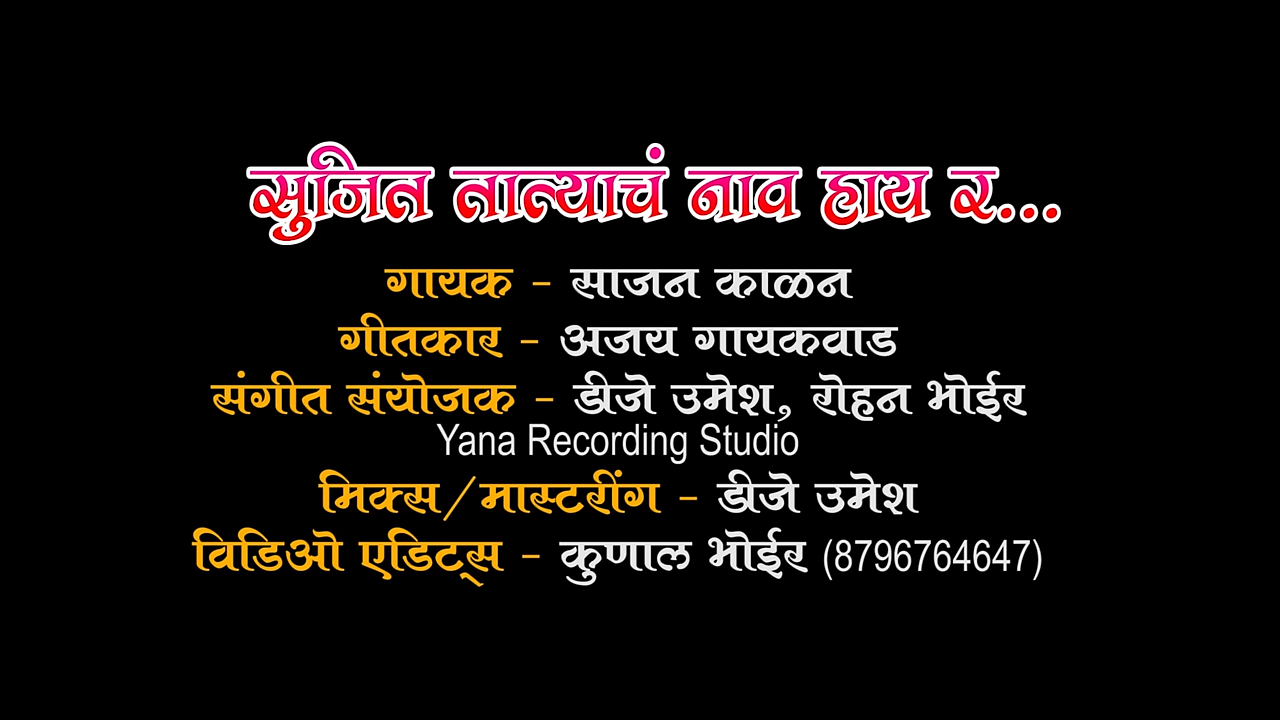 सुजित तात्याचं नाव हाय र...
गायक - साजन काळन
गीतकार - अजय गायकवाड
संगीत संयोजक - डीजे उमेश, रोहन भोईर
Yana Recording Studio
मिक्स/मास्टरींग - डीजे उमेश
विडिओ एडिट्स - कुणाल भोईर (8796764647)